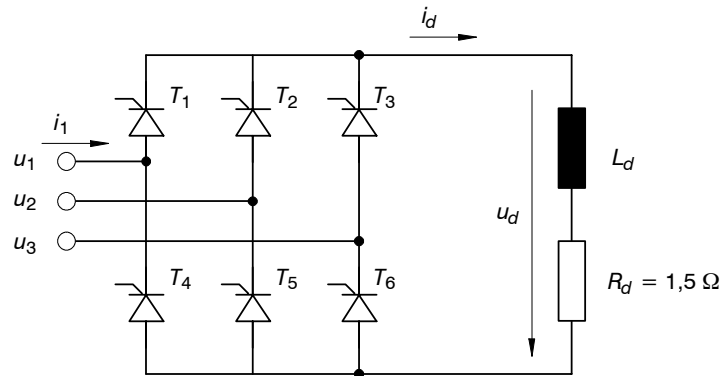 i_d
T_1
T_2
T_3
i_1
u_1
u_2
u_3
u_d
L_d
T_4
T_5
T_6
R_d = 1,5 Ω